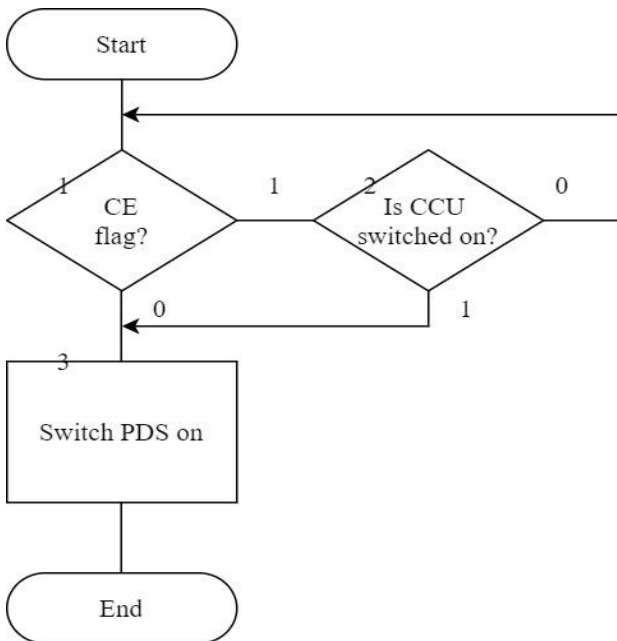 Start
1
CE
flag?
1
2
Is CCU
switched on?
0
0
1
3
Switch PDS on
End